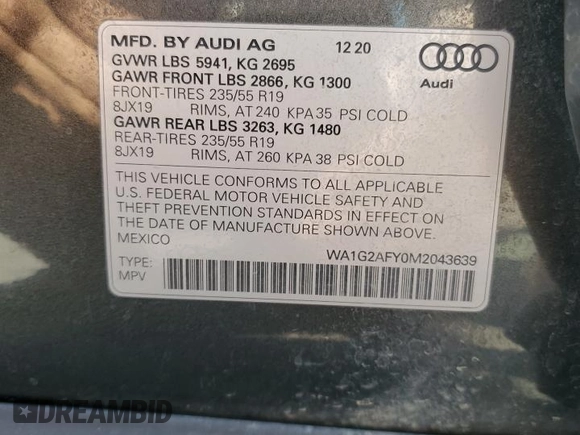 MFD. BY AUDI AG 12 20
GVWR LBS 5941, KG 2695
GAWR FRONT LBS 2866, KG 1300
FRONT-TIRES 235/55 R19
8JX19 RIMS, AT 240 KPA 35 PSI COLD
GAWR REAR LBS 3263, KG 1480
REAR-TIRES 235/55 R19
8JX19 RIMS, AT 260 KPA 38 PSI COLD
Audi
THIS VEHICLE CONFORMS TO ALL APPLICABLE
U.S. FEDERAL MOTOR VEHICLE SAFETY AND
THEFT PREVENTION STANDARDS IN EFFECT ON
THE DATE OF MANUFACTURE SHOWN ABOVE.
MEXICO WA1G2AFY0M2043639
TYPE:
MPV
DREAMBID